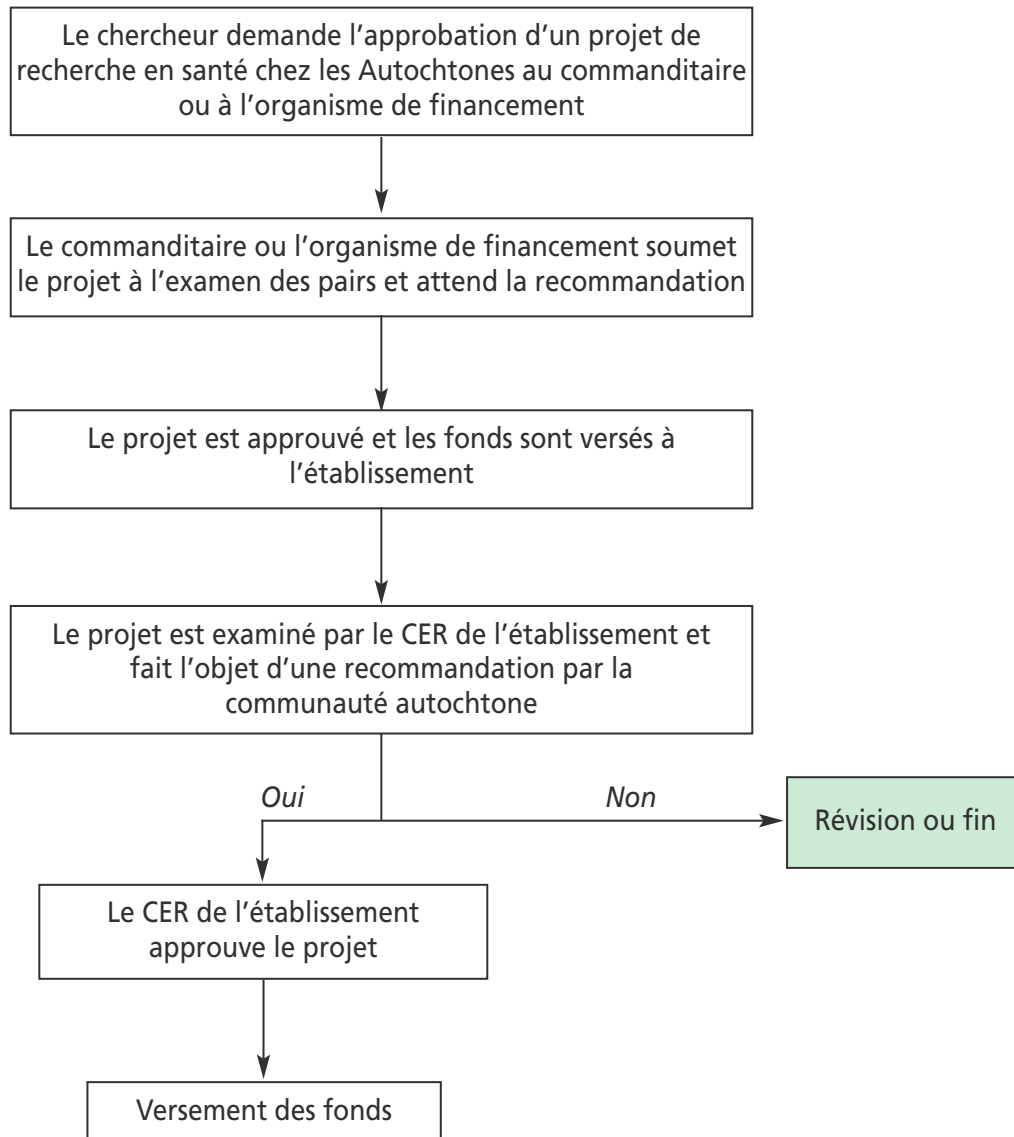 Le chercheur demande l'approbation d'un projet de
recherche en santé chez les Autochtones au commanditaire
ou à l'organisme de financement
Le commanditaire ou l'organisme de financement soumet
le projet à l'examen des pairs et attend la recommandation
Le projet est approuvé et les fonds sont versés à
l'établissement
Le projet est examiné par le CER de l'établissement et
fait l'objet d'une recommandation par la
communauté autochtone
Oui
Non
Révision ou fin
Le CER de l'établissement
approuve le projet
Versement des fonds